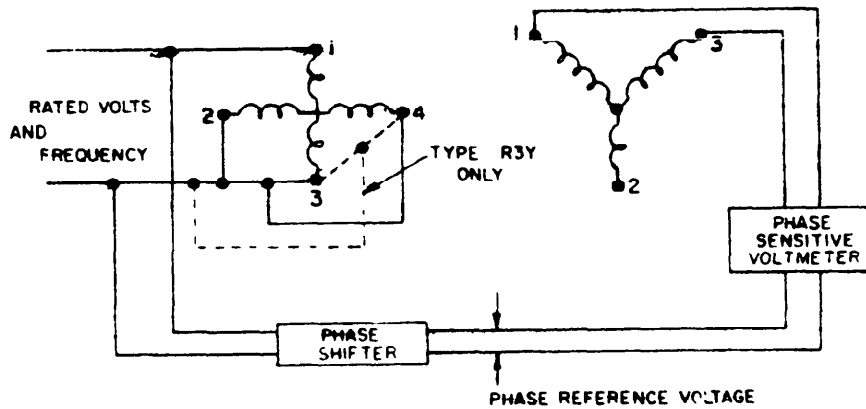 1
1
3
RATED VOLTS
AND
FREQUENCY
2
4
TYPE R3Y
ONLY
3
2
PHASE
SENSITIVE
VOLTMETER
PHASE
SHIFTER
PHASE REFERENCE VOLTAGE